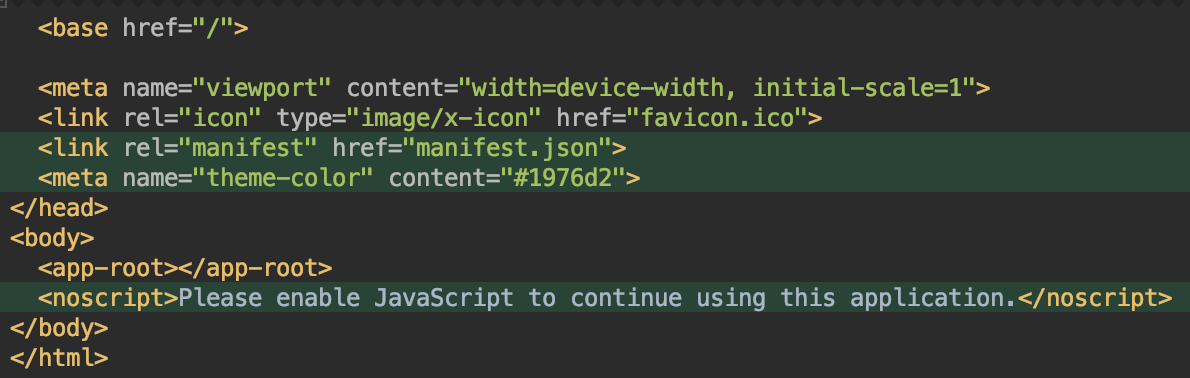 <base href="/">
<meta name="viewport" content="width=device-width, initial-scale=1">
<link rel="icon" type="image/x-icon" href="favicon.ico">
<link rel="manifest" href="manifest.json">
<meta name="theme-color" content="#1976d2">
</head>
<body>
<app-root></app-root>
<noscript>Please enable JavaScript to continue using this application.</noscript>
</body>
</html>